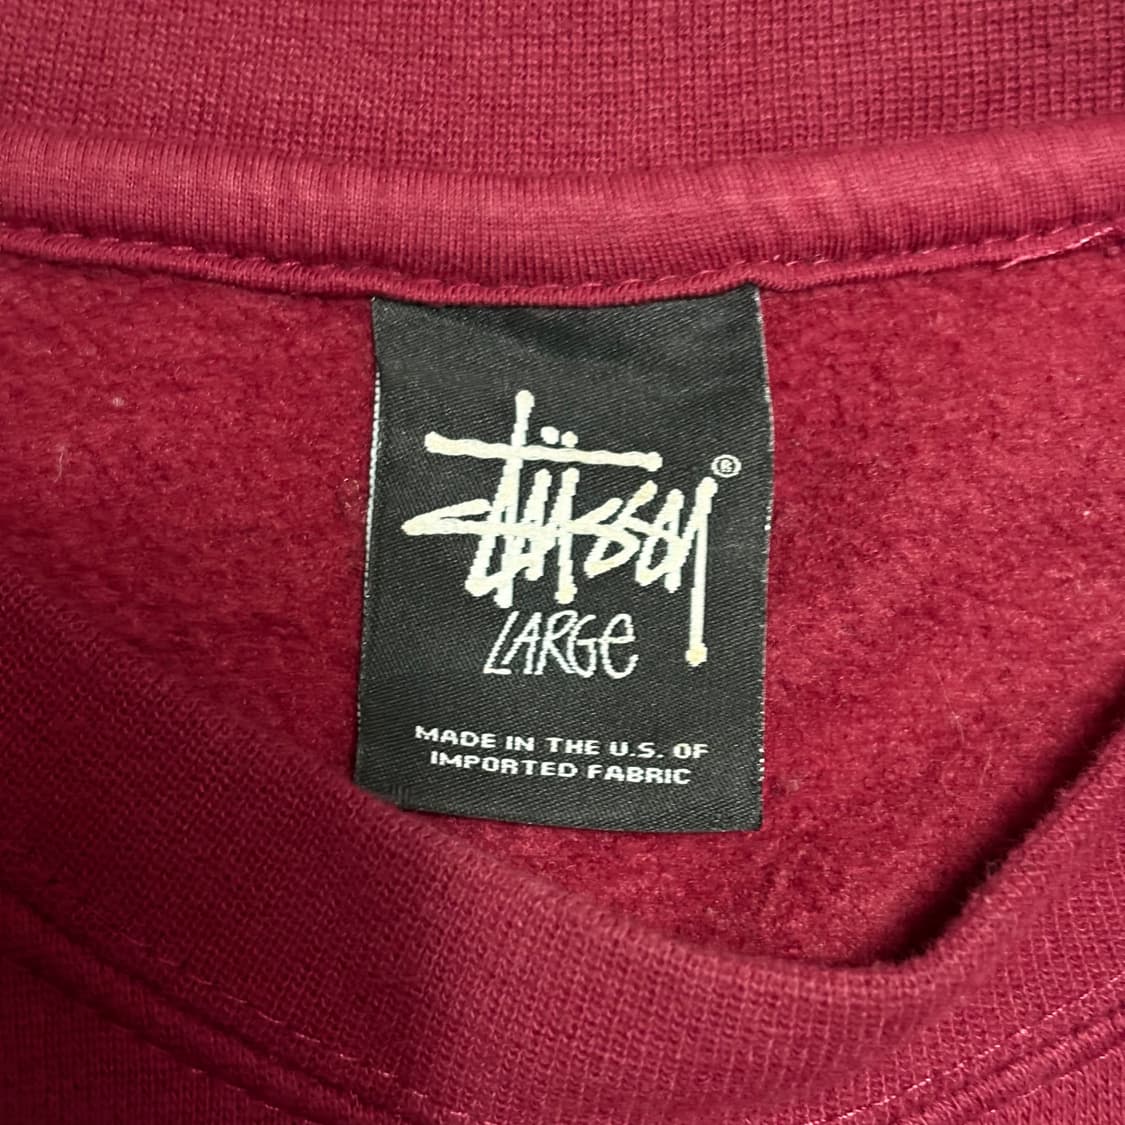 Stüssy ®
LARGe
MADE IN THE U.S. OF
IMPORTED FABRIC